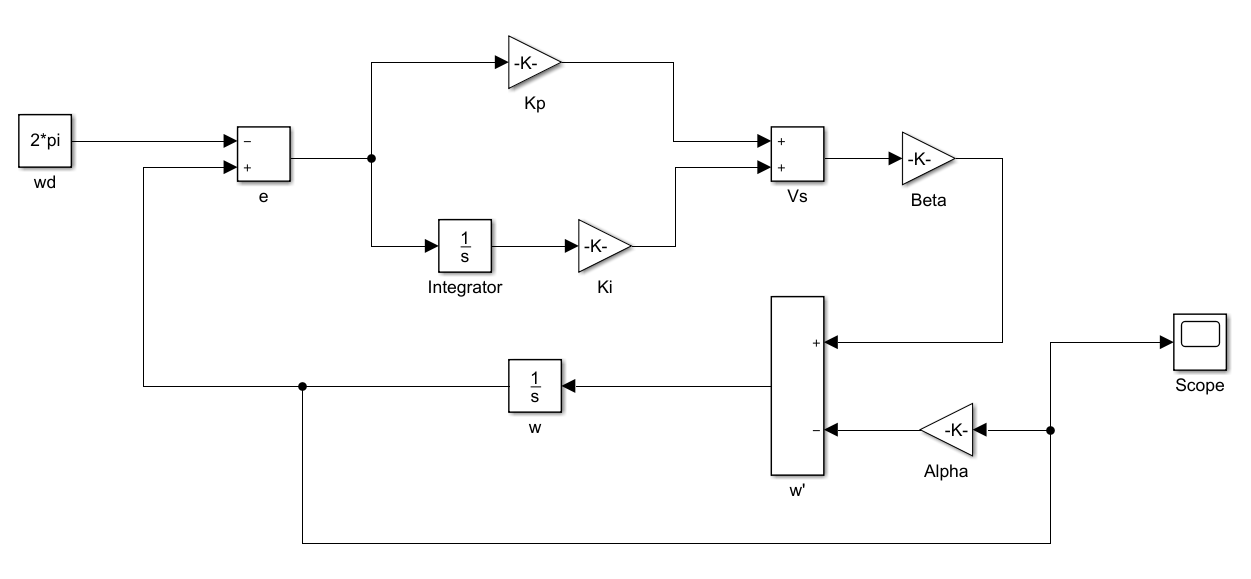 -K-
Kp
2*pi
wd
−
+
e
+
+
Vs
-K-
Beta
1
s
Integrator
-K-
Ki
+
−
w'
1
s
w
-K-
Alpha
Scope